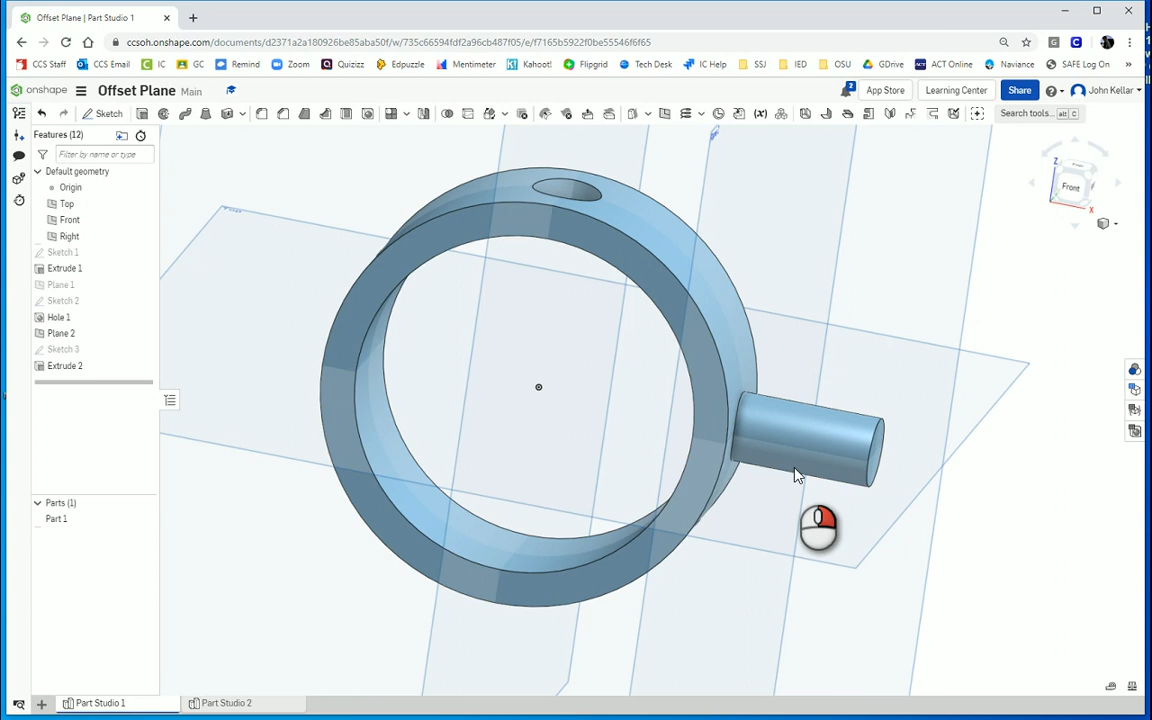 Offset Plane | Part Studio 1
ccsoh.onshape.com/documents/d2371a2a180926be85aba50f/w/735c66594fdf2a96cb487f05/e/f7165b5922f0be55546f6f65
CCS Staff CCS Email IC GC Remind Zoom Quizizz Edpuzzle Mentimeter Kahoot! Flipgrid Tech Desk IC Help SSJ IED OSU GDrive ACT Online Naviance SAFE Log On »
onshape Offset Plane Main 2 App Store Learning Center Share John Kellar
Sketch Search tools... alt C
Features (12)
Filter by name or type
Default geometry
Origin
Top
Front
Right
Sketch 1
Extrude 1
Plane 1
Sketch 2
Hole 1
Plane 2
Sketch 3
Extrude 2
Parts (1)
Part 1
Z
Front
X
Part Studio 1 Part Studio 2